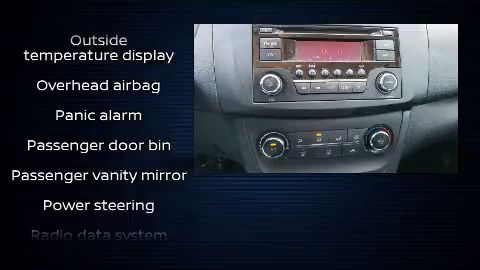 Outside
temperature display
Overhead airbag
Panic alarm
Passenger door bin
Passenger vanity mirror
Power steering
Radio data system